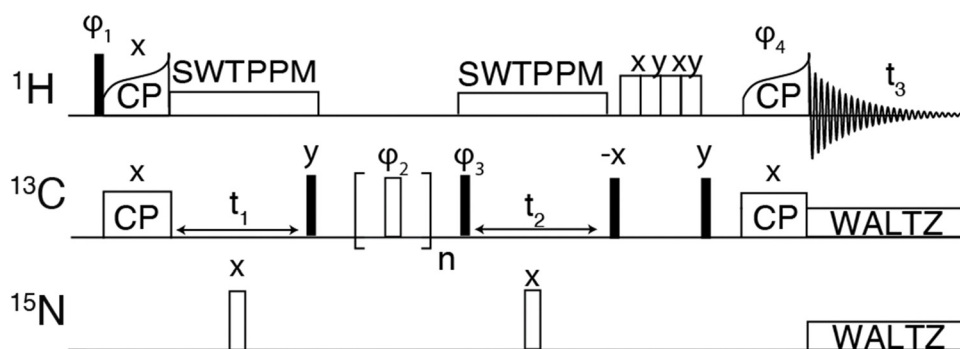 φ1 x φ4
SWTPPM SWTPPM x y x y t3
1H CP CP
y φ2 φ3 -x y
13C x x
CP t1 t2 CP WALTZ
n
x x
15N
WALTZ